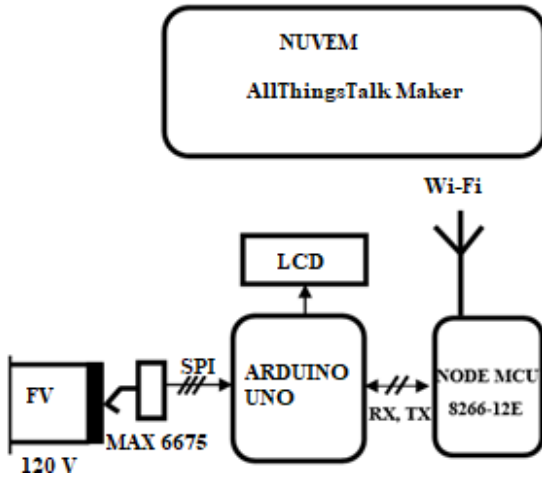 NUVEM
AllThingsTalk Maker
Wi-Fi
LCD
SPI
FV
MAX 6675
120 V
ARDUINO
UNO
RX, TX
NODE MCU
8266-12E